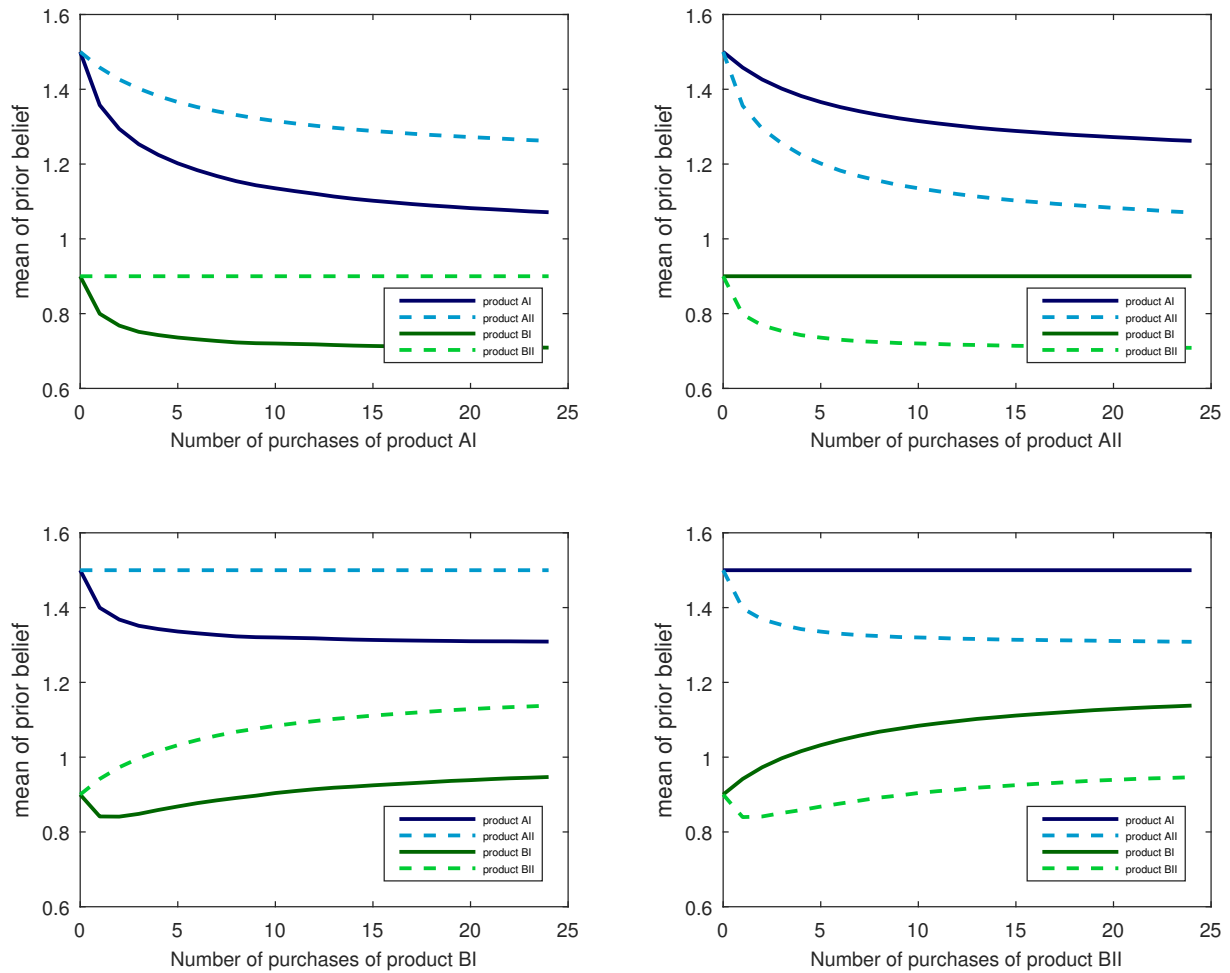 1.6
1.4
1.2
1
0.8
0.6
mean of prior belief
product AI
product AII
product BI
product BII
0 5 10 15 20 25
Number of purchases of product AI
1.6
1.4
1.2
1
0.8
0.6
mean of prior belief
product AI
product AII
product BI
product BII
0 5 10 15 20 25
Number of purchases of product AII
1.6
1.4
1.2
1
0.8
0.6
mean of prior belief
product AI
product AII
product BI
product BII
0 5 10 15 20 25
Number of purchases of product BI
1.6
1.4
1.2
1
0.8
0.6
mean of prior belief
product AI
product AII
product BI
product BII
0 5 10 15 20 25
Number of purchases of product BII